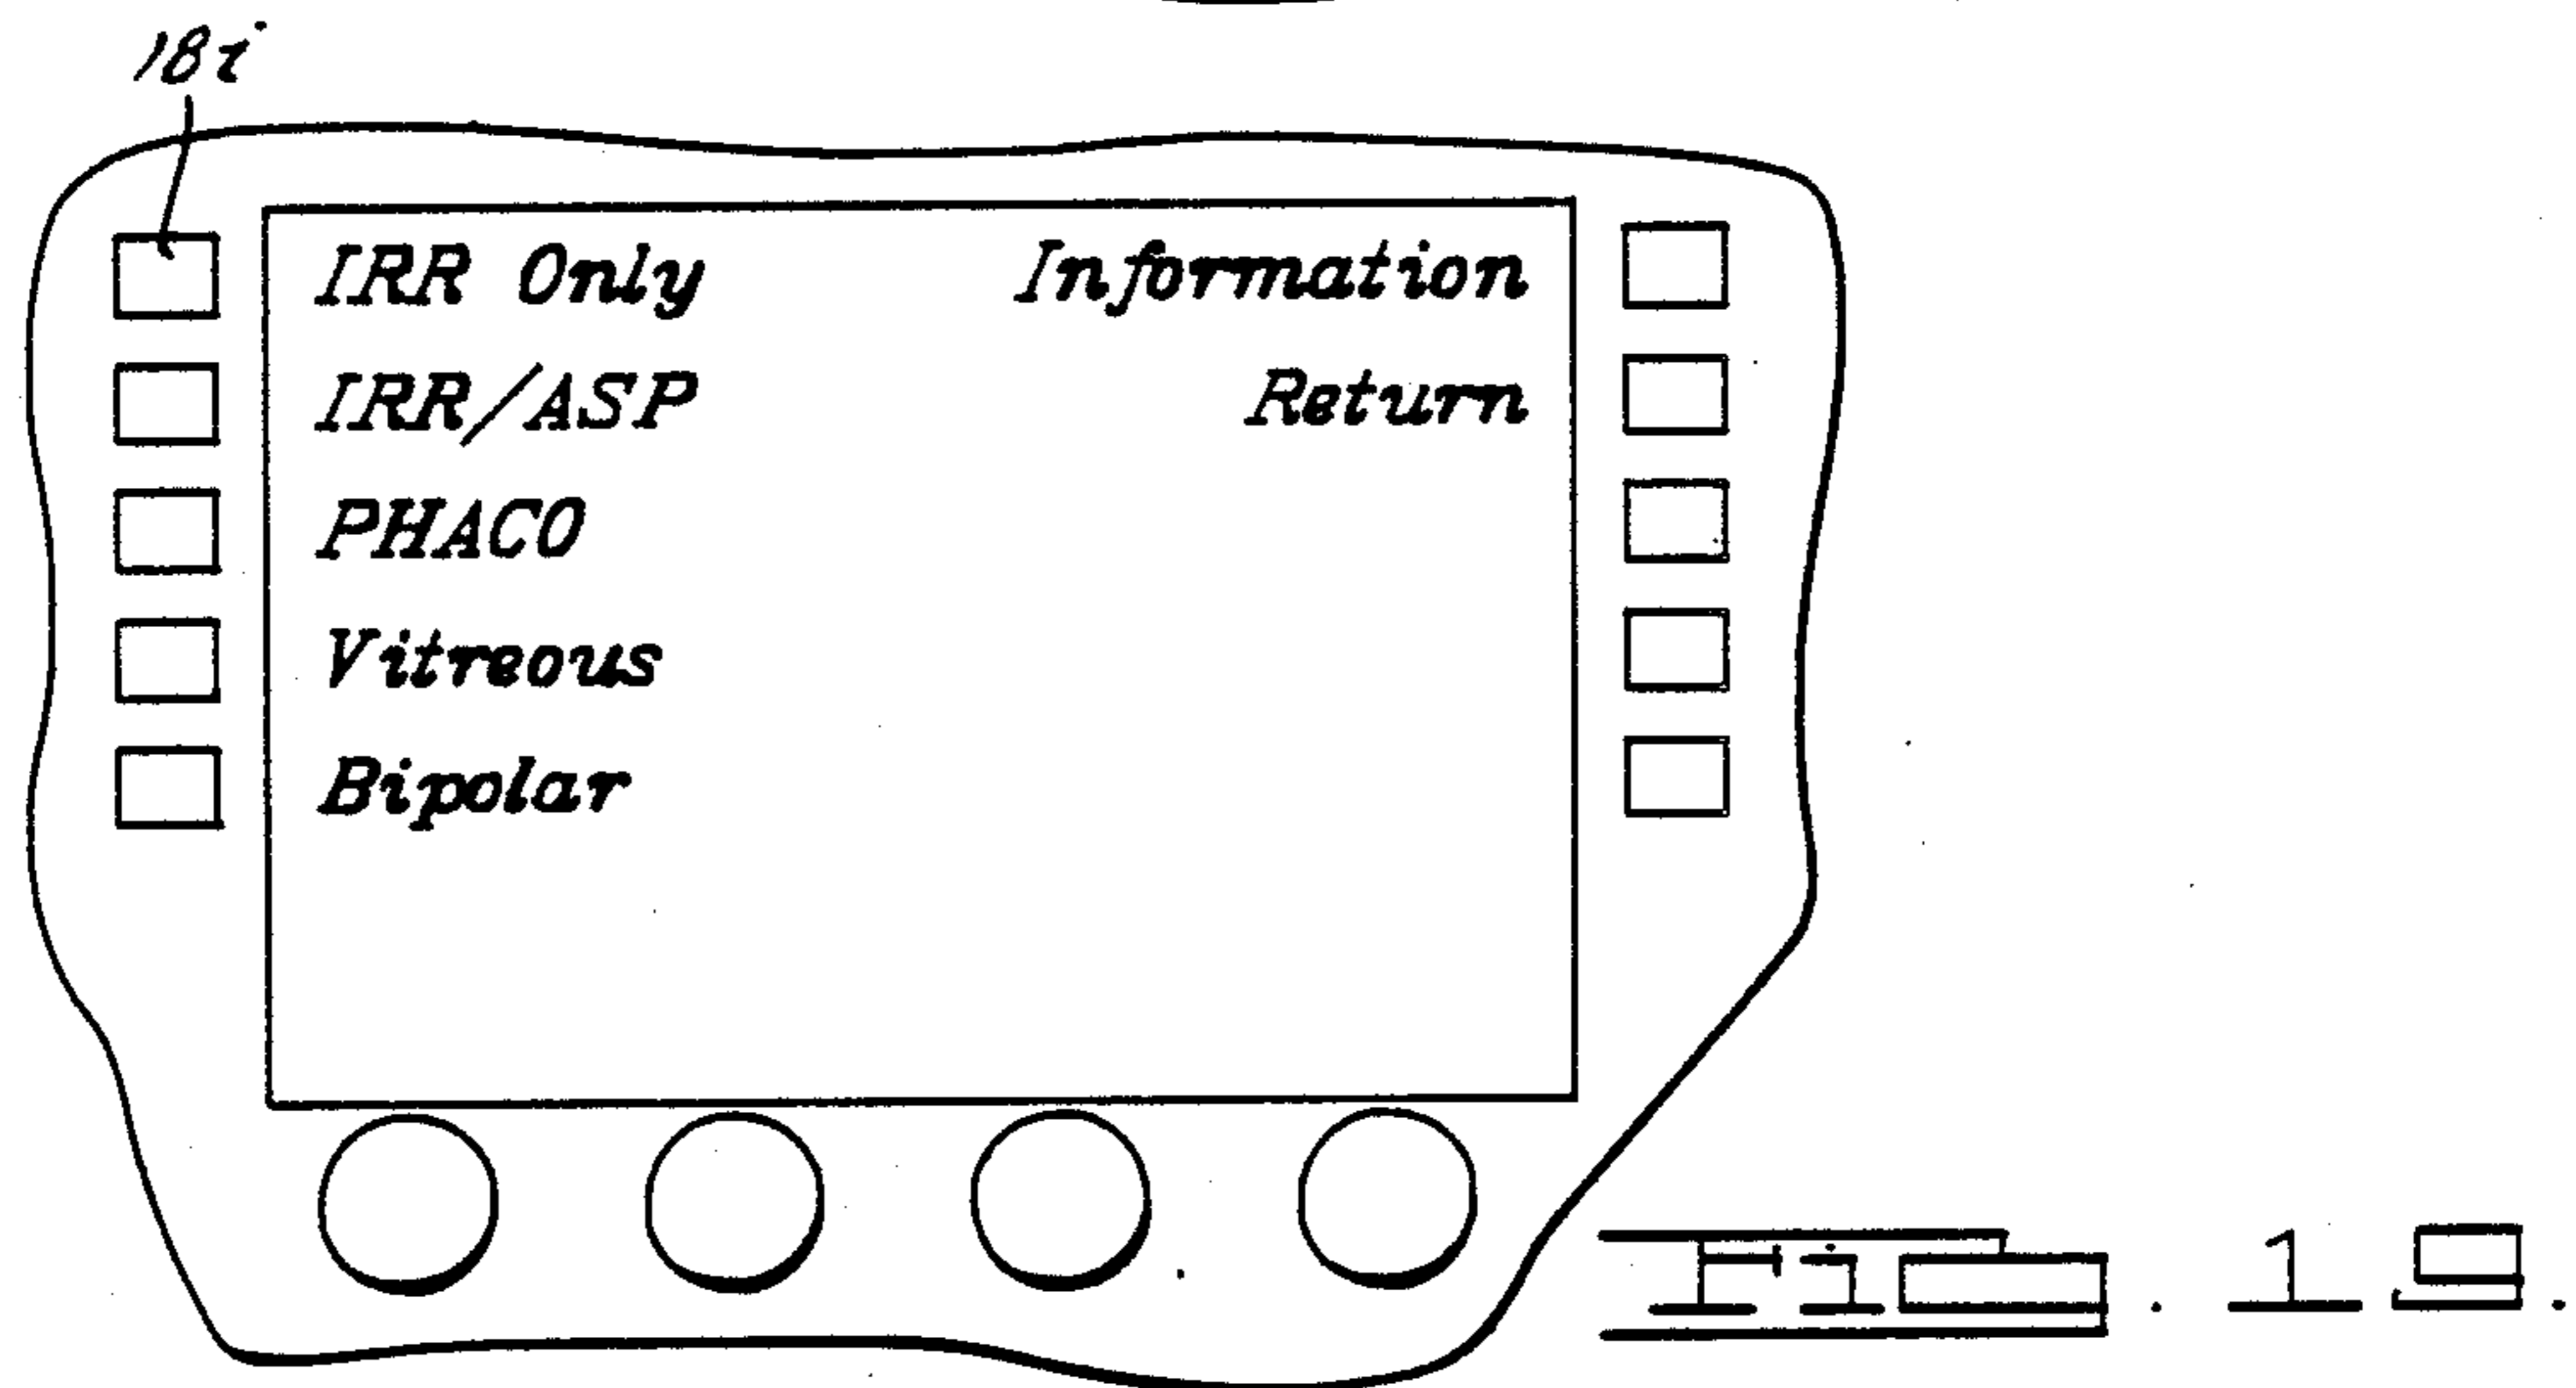 18i
IRR Only Information
IRR/ASP Return
PHACO
Vitreous
Bipolar
Fig. 19.